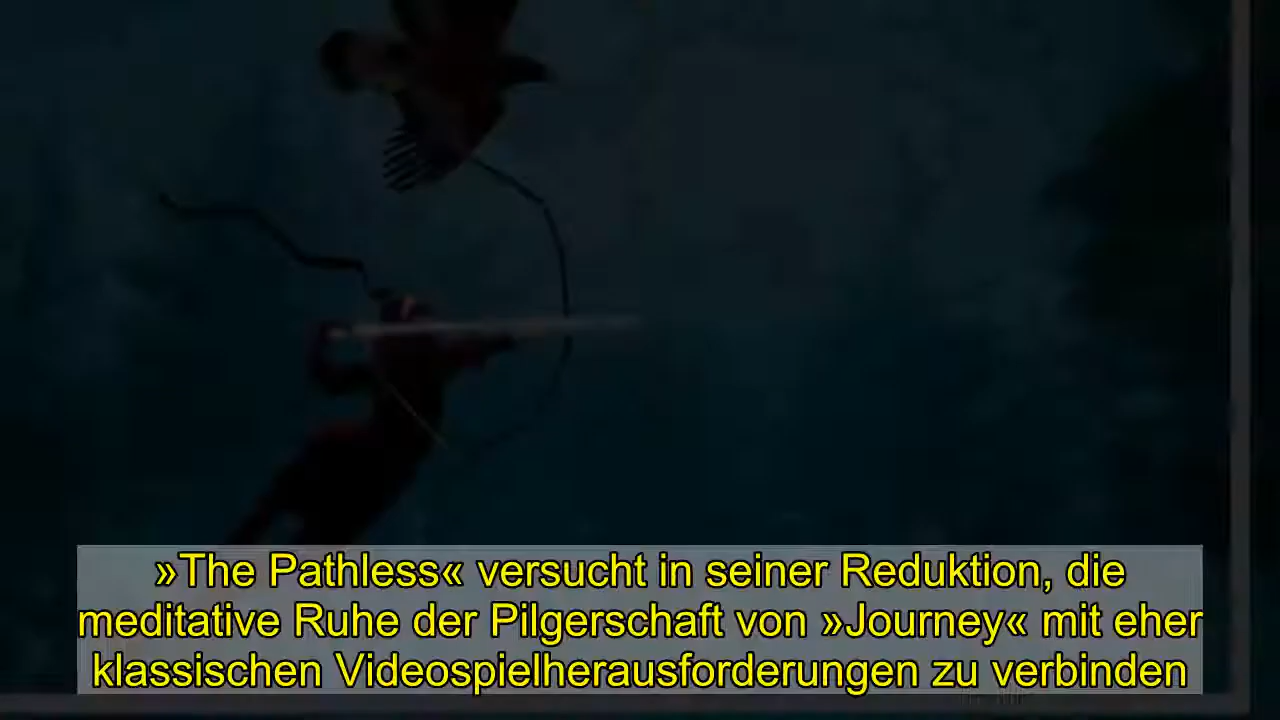 »The Pathless« versucht in seiner Reduktion, die
meditative Ruhe der Pilgerschaft von »Journey« mit eher
klassischen Videospielherausforderungen zu verbinden